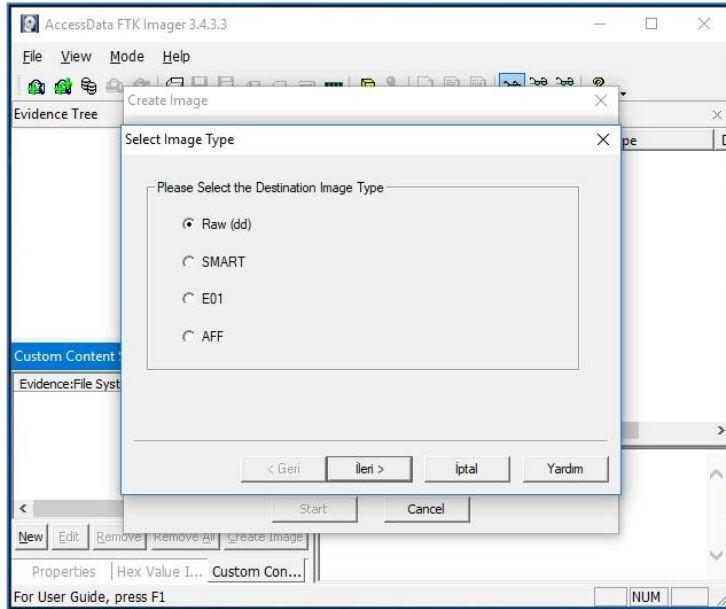 AccessData FTK Imager 3.4.3.3
File View Mode Help
Create Image
Evidence Tree
Select Image Type
pe
Please Select the Destination Image Type
Raw (dd)
SMART
E01
AFF
Custom Content
Evidence:File Syst
< Geri İleri > İptal Yardım
Start Cancel
New Edit Remove Remove All Create Image
Properties Hex Value I... Custom Con...
For User Guide, press F1 NUM